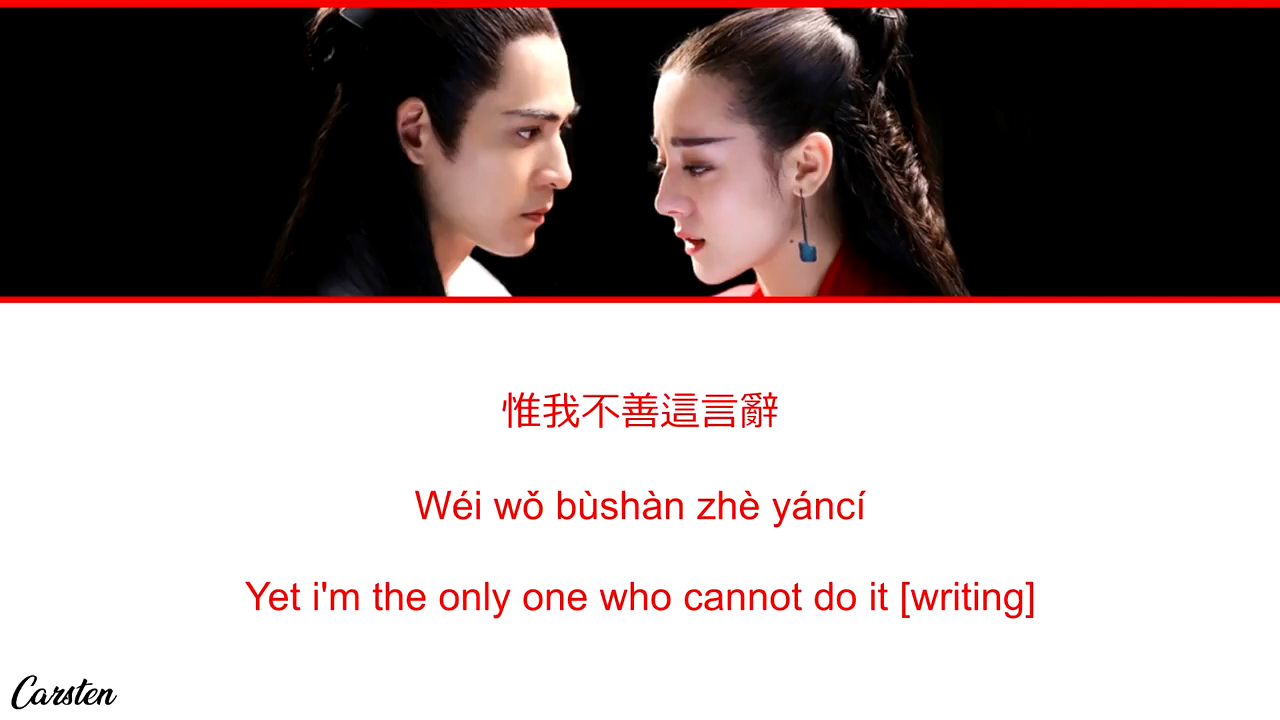 惟我不善這言辭
Wéi wǒ bùshàn zhè yáncí
Yet i'm the only one who cannot do it [writing]
Carsten